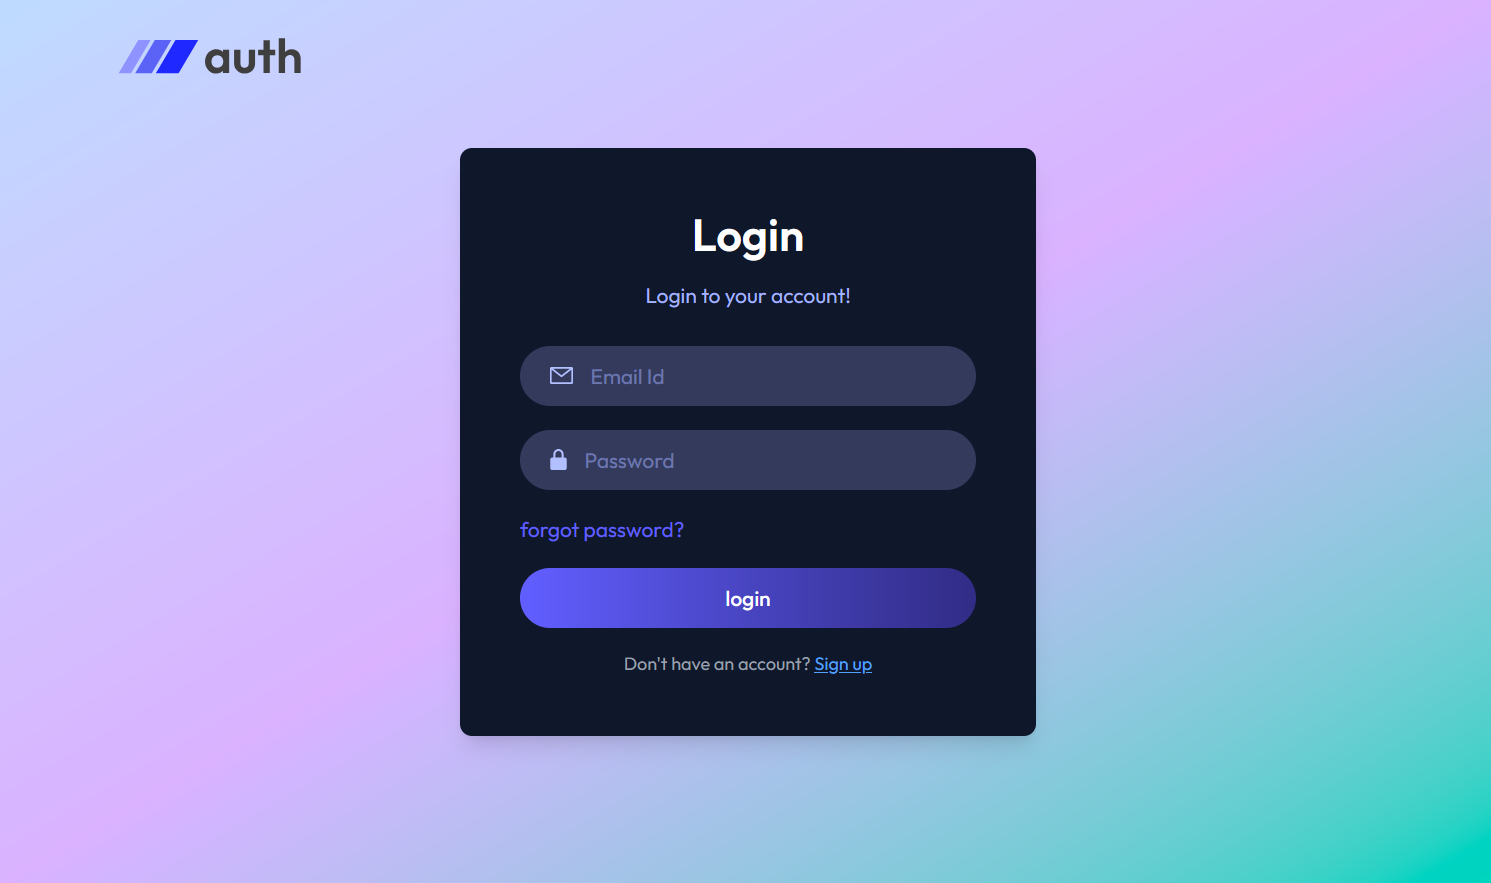 auth
Login
Login to your account!
Email Id
Password
forgot password?
login
Don't have an account? Sign up